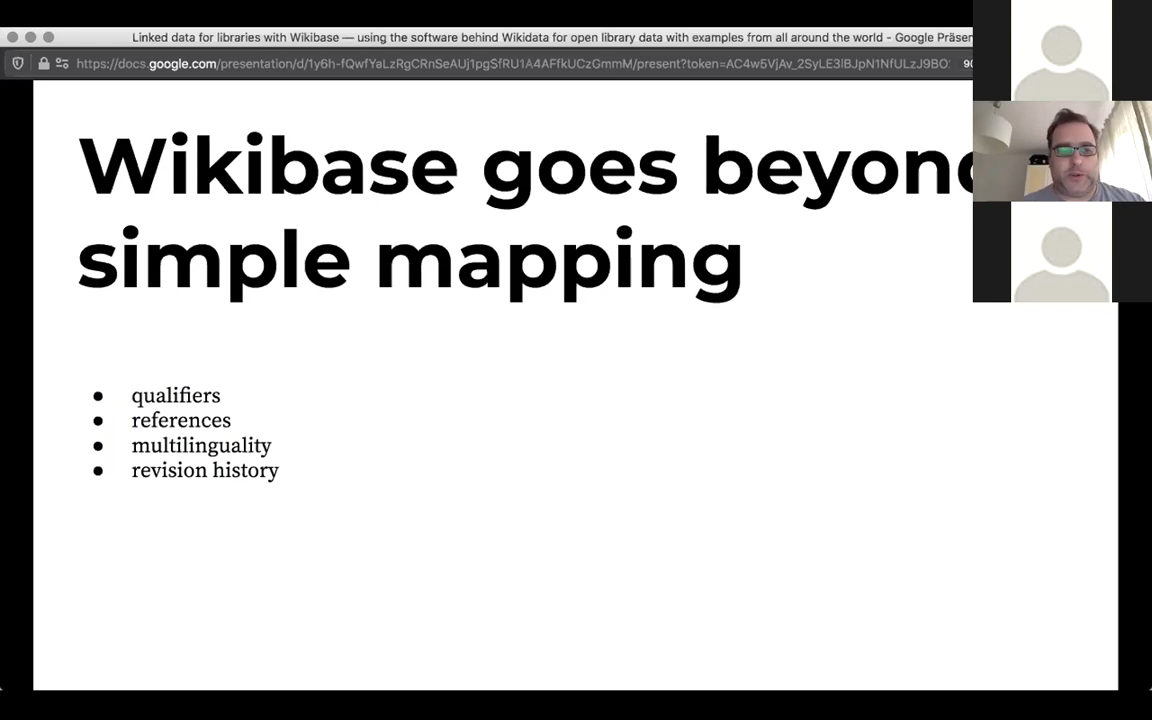 Linked data for libraries with Wikibase — using the software behind Wikidata for open library data with examples from all around the world - Google Präsen
https://docs.google.com/presentation/d/1y6h-fQwfYaLzRgCRnSeAUj1pgSfRU1A4AFfkUCzGmmM/present?token=AC4w5VjAv_2SyLE3lBJpN1NfULzJ9BO
Wikibase goes beyond
simple mapping
● qualifiers
● references
● multilinguality
● revision history